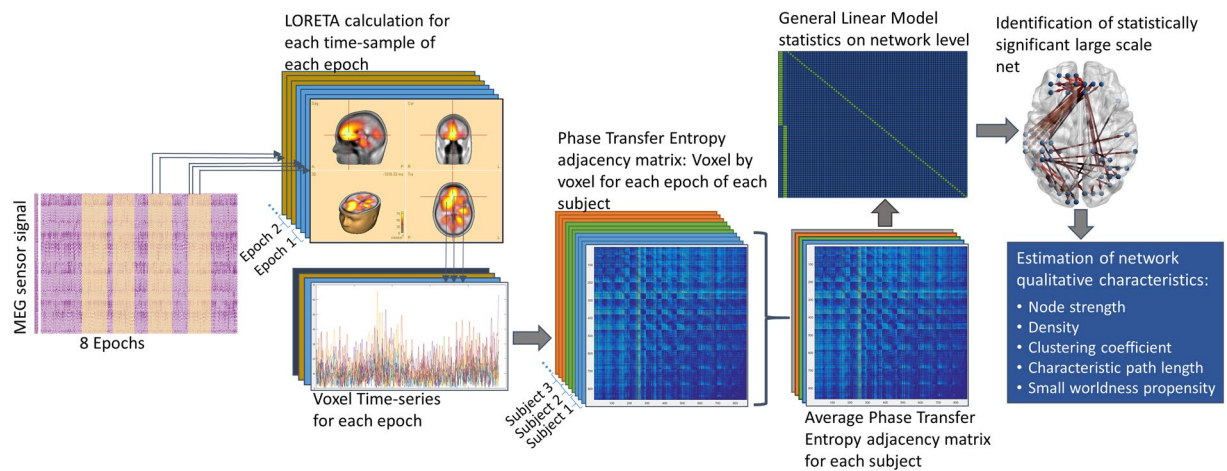 LORETA calculation for
each time-sample of
each epoch
General Linear Model
statistics on network level
Identification of statistically
significant large scale
net
Phase Transfer Entropy
adjacency matrix: Voxel by
voxel for each epoch of each
subject
MEG sensor signal
8 Epochs
Epoch 2
Epoch 1
Voxel Time-series
for each epoch
Subject 3
Subject 2
Subject 1
Average Phase Transfer
Entropy adjacency matrix
for each subject
Estimation of network
qualitative characteristics:
• Node strength
• Density
• Clustering coefficient
• Characteristic path length
• Small worldness propensity